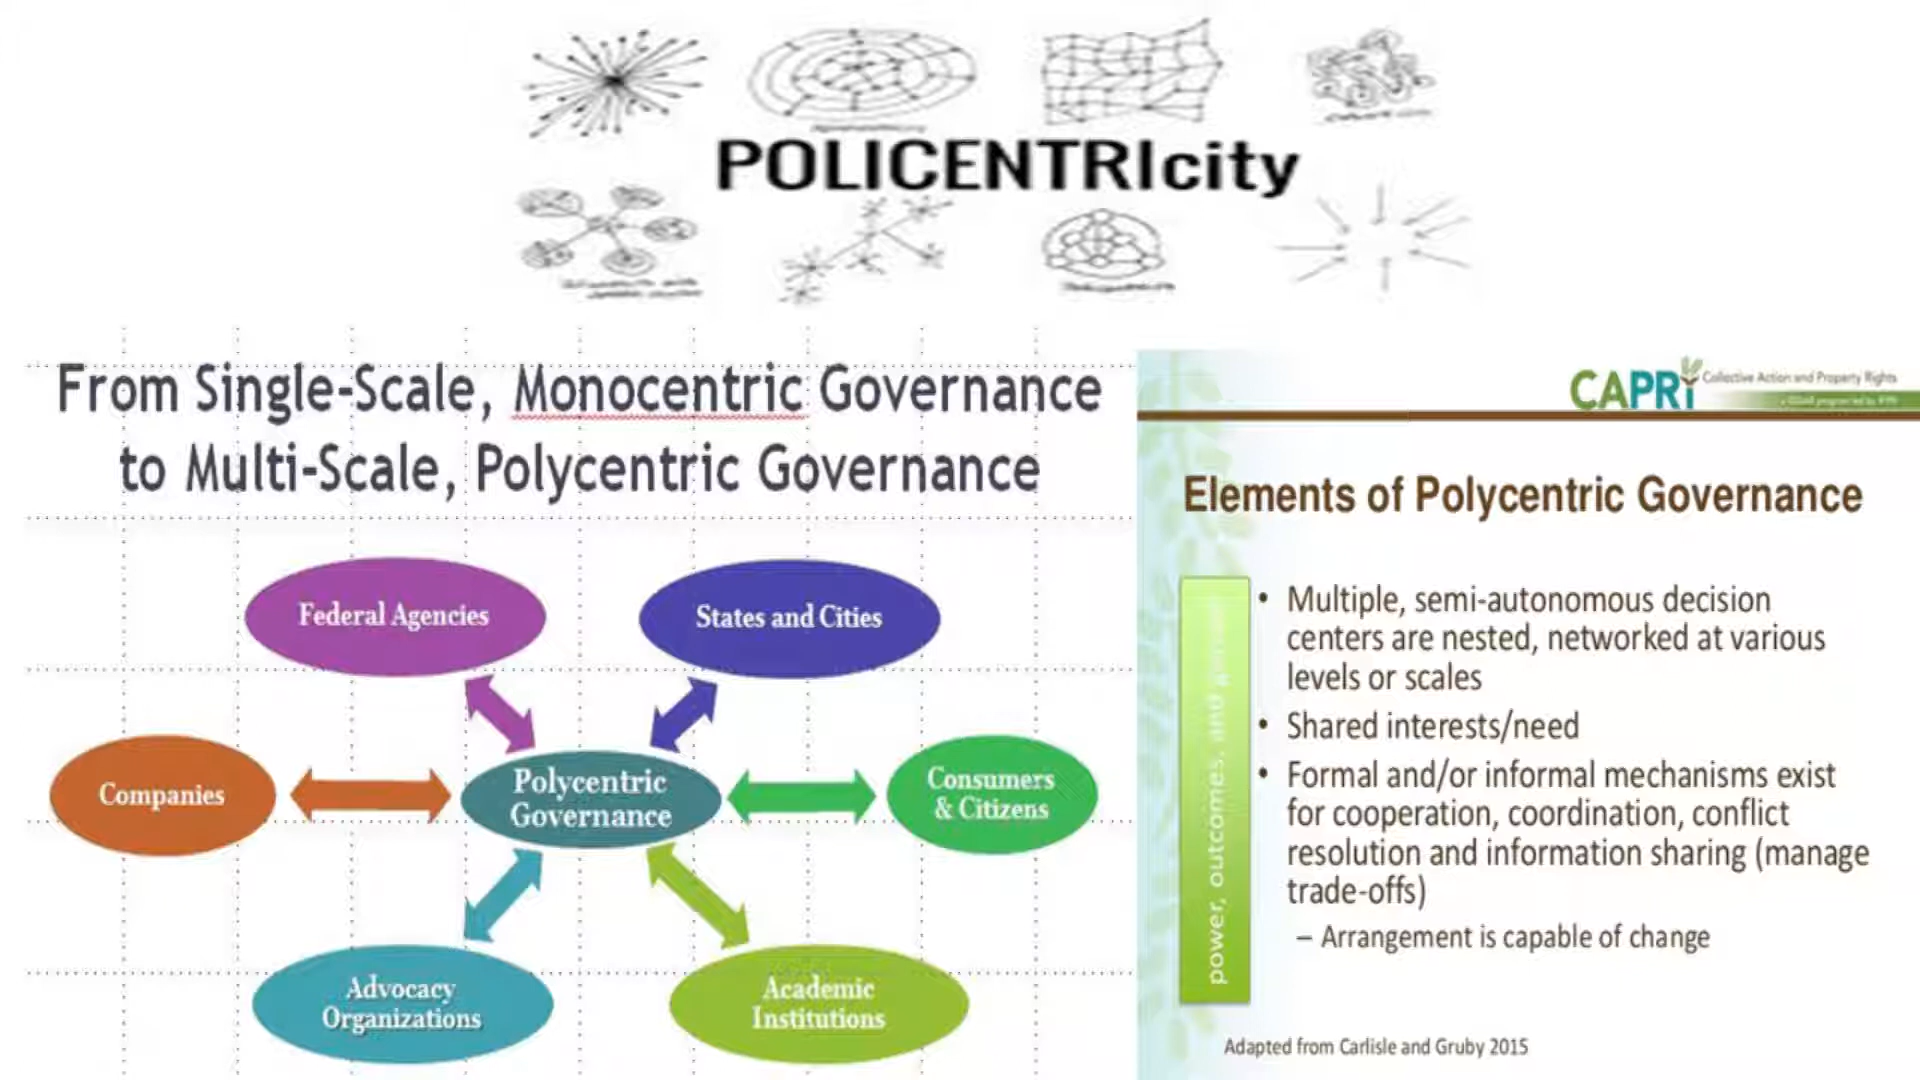 POLICENTRIcity
From Single-Scale, Monocentric Governance
to Multi-Scale, Polycentric Governance
Federal Agencies
States and Cities
Companies
Polycentric
Governance
Consumers
& Citizens
Advocacy
Organizations
Academic
Institutions
CAPRi Collective Action and Property Rights
Elements of Polycentric Governance
power, outcomes, and
• Multiple, semi-autonomous decision
centers are nested, networked at various
levels or scales
• Shared interests/need
• Formal and/or informal mechanisms exist
for cooperation, coordination, conflict
resolution and information sharing (manage
trade-offs)
– Arrangement is capable of change
Adapted from Carlisle and Gruby 2015